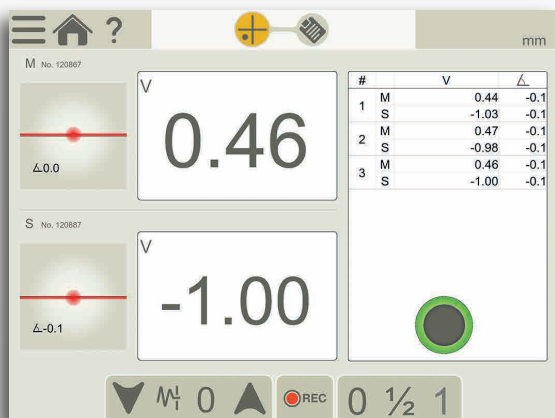 ?
mm
M No. 120867
V
0.46
∡0.0
S No. 120867
V
-1.00
∡-0.1
# V ∡
1 M 0.44 -0.1
S -1.03 -0.1
2 M 0.47 -0.1
S -0.98 -0.1
3 M 0.46 -0.1
S -1.00 -0.1
0 REC 0 ½ 1